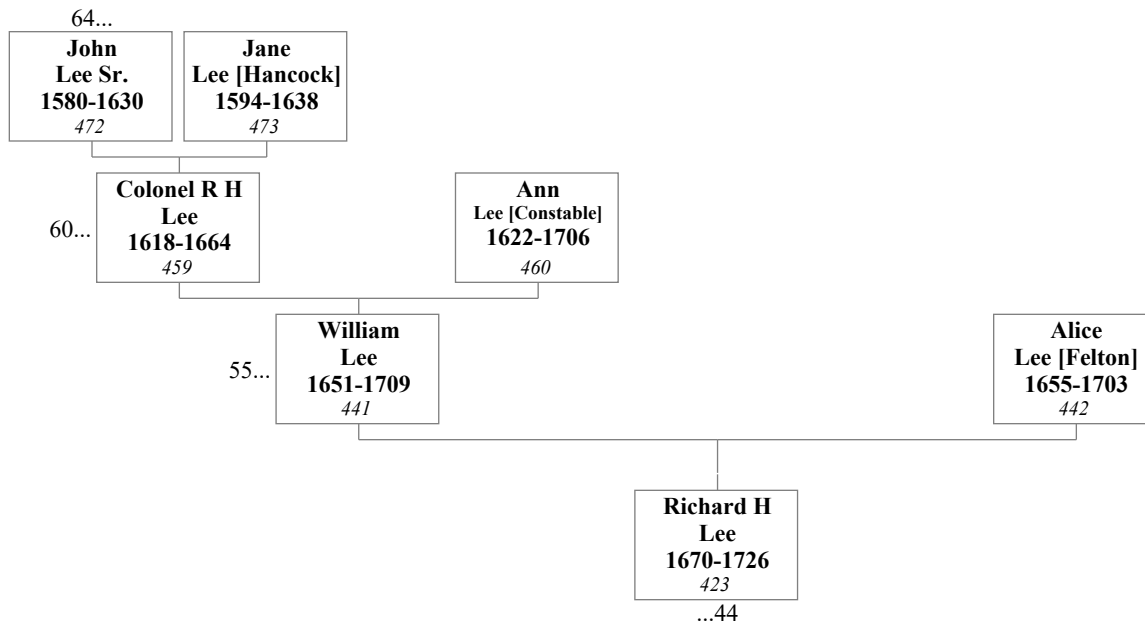 64...
John
Lee Sr.
1580-1630
472
Jane
Lee [Hancock]
1594-1638
473
60...
Colonel R H
Lee
1618-1664
459
Ann
Lee [Constable]
1622-1706
460
55...
William
Lee
1651-1709
441
Alice
Lee [Felton]
1655-1703
442
Richard H
Lee
1670-1726
423
...44